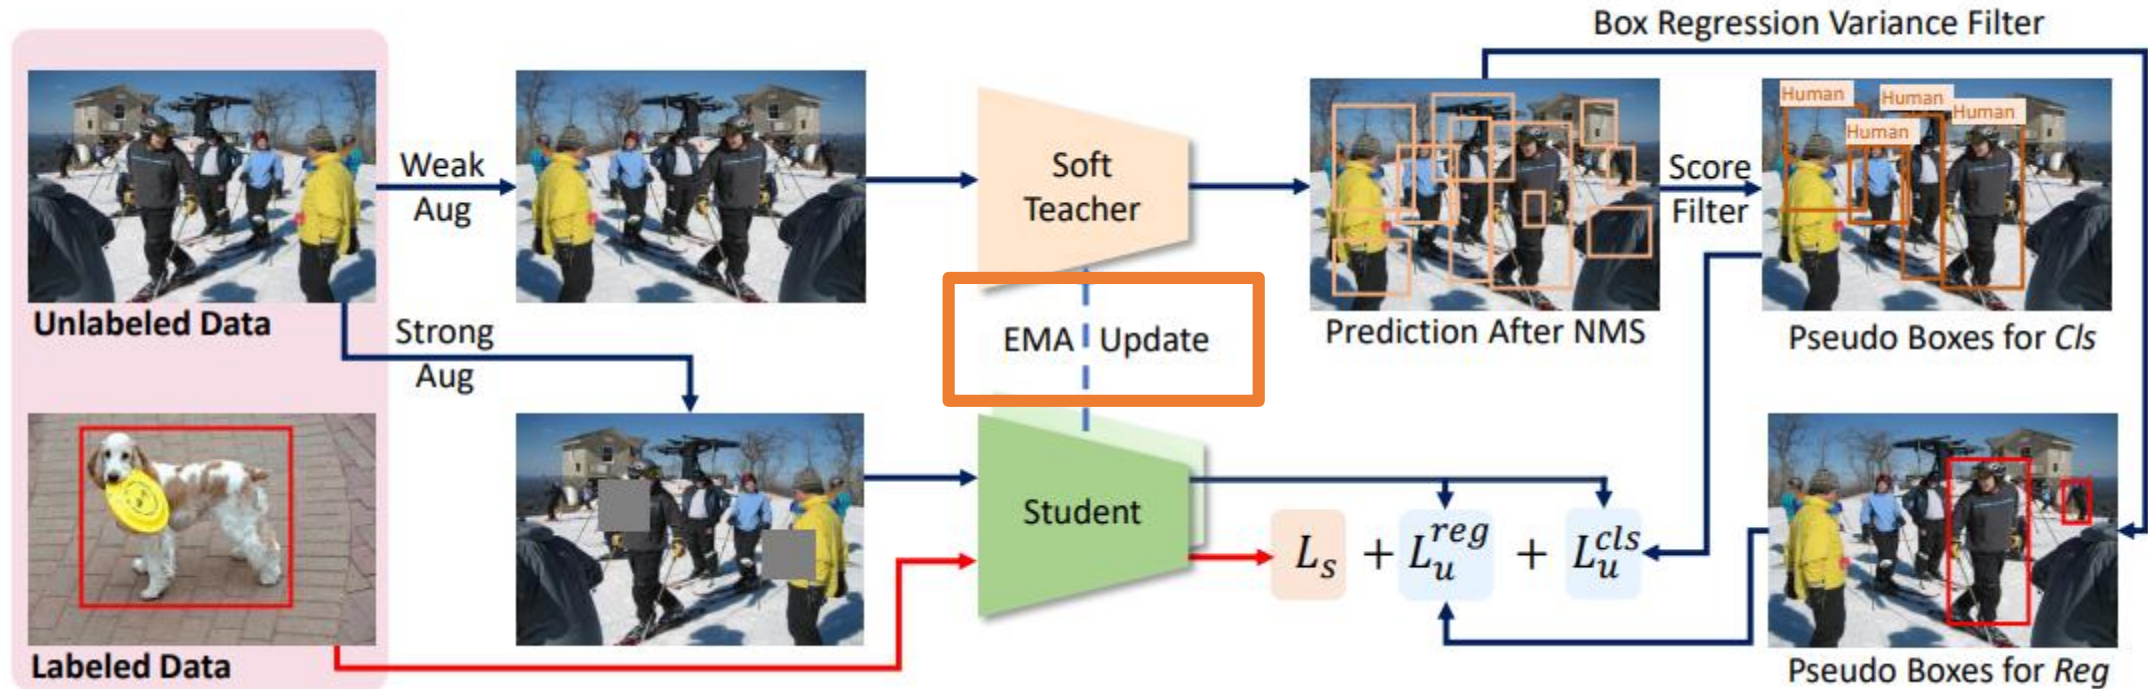 Box Regression Variance Filter
Weak
Aug
Soft
Teacher
Score
Filter
Human
Human
Human
Human
Unlabeled Data
Strong
Aug
EMA Update
Prediction After NMS
Pseudo Boxes for Cls
Student
L_s + L_u^{reg} + L_u^{cls}
Labeled Data
Pseudo Boxes for Reg